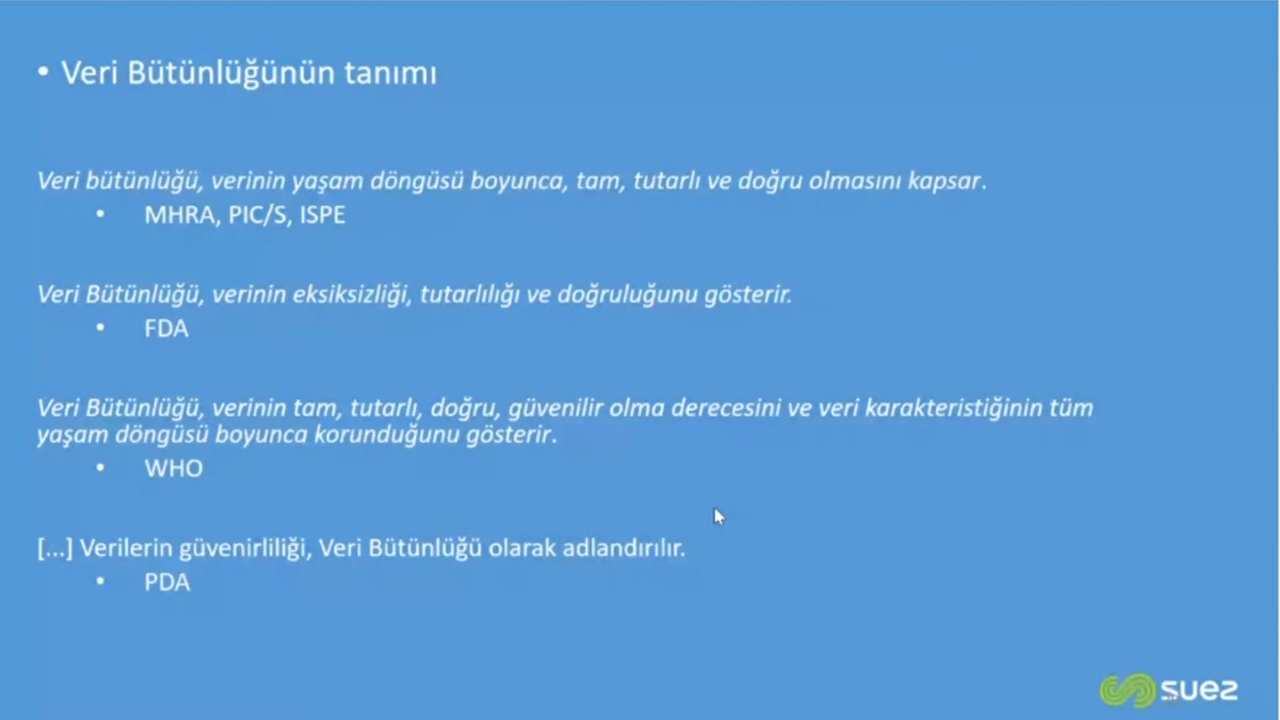 • Veri Bütünlüğünün tanımı
Veri bütünlüğü, verinin yaşam döngüsü boyunca, tam, tutarlı ve doğru olmasını kapsar.
• MHRA, PIC/S, ISPE
Veri Bütünlüğü, verinin eksiksizliği, tutarlılığı ve doğruluğunu gösterir.
• FDA
Veri Bütünlüğü, verinin tam, tutarlı, doğru, güvenilir olma derecesini ve veri karakteristiğinin tüm
yaşam döngüsü boyunca korunduğunu gösterir.
• WHO
[...] Verilerin güvenirliliği, Veri Bütünlüğü olarak adlandırılır.
• PDA
suez